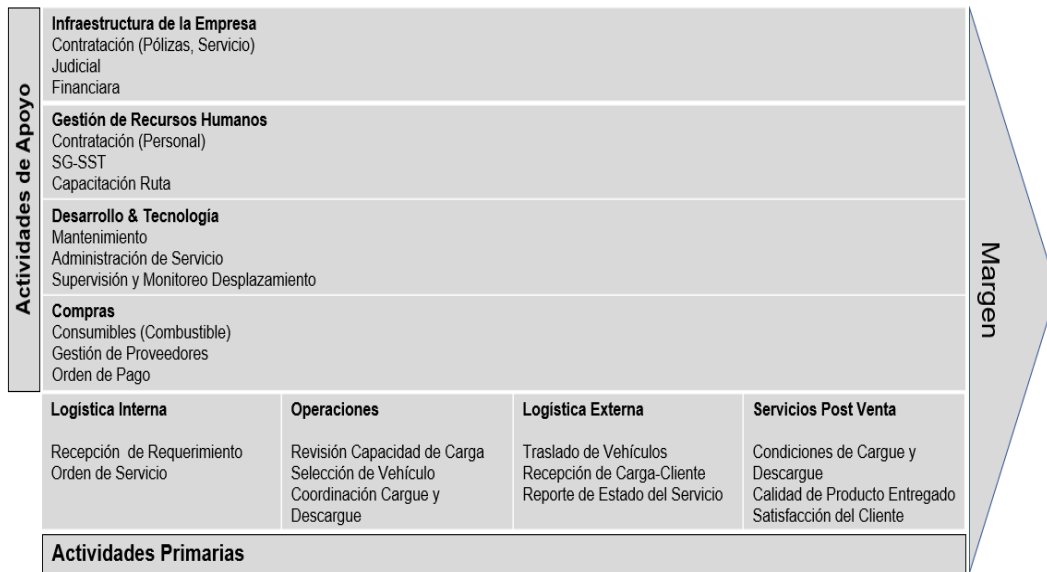 Actividades de Apoyo
Infraestructura de la Empresa
Contratación (Pólizas, Servicio)
Judicial
Financiara
Gestión de Recursos Humanos
Contratación (Personal)
SG-SST
Capacitación Ruta
Desarrollo & Tecnología
Mantenimiento
Administración de Servicio
Supervisión y Monitoreo Desplazamiento
Compras
Consumibles (Combustible)
Gestión de Proveedores
Orden de Pago
Logística Interna
Recepción de Requerimiento
Orden de Servicio
Operaciones
Revisión Capacidad de Carga
Selección de Vehículo
Coordinación Cargue y
Descargue
Logística Externa
Traslado de Vehículos
Recepción de Carga-Cliente
Reporte de Estado del Servicio
Servicios Post Venta
Condiciones de Cargue y
Descargue
Calidad de Producto Entregado
Satisfacción del Cliente
Actividades Primarias
Margen